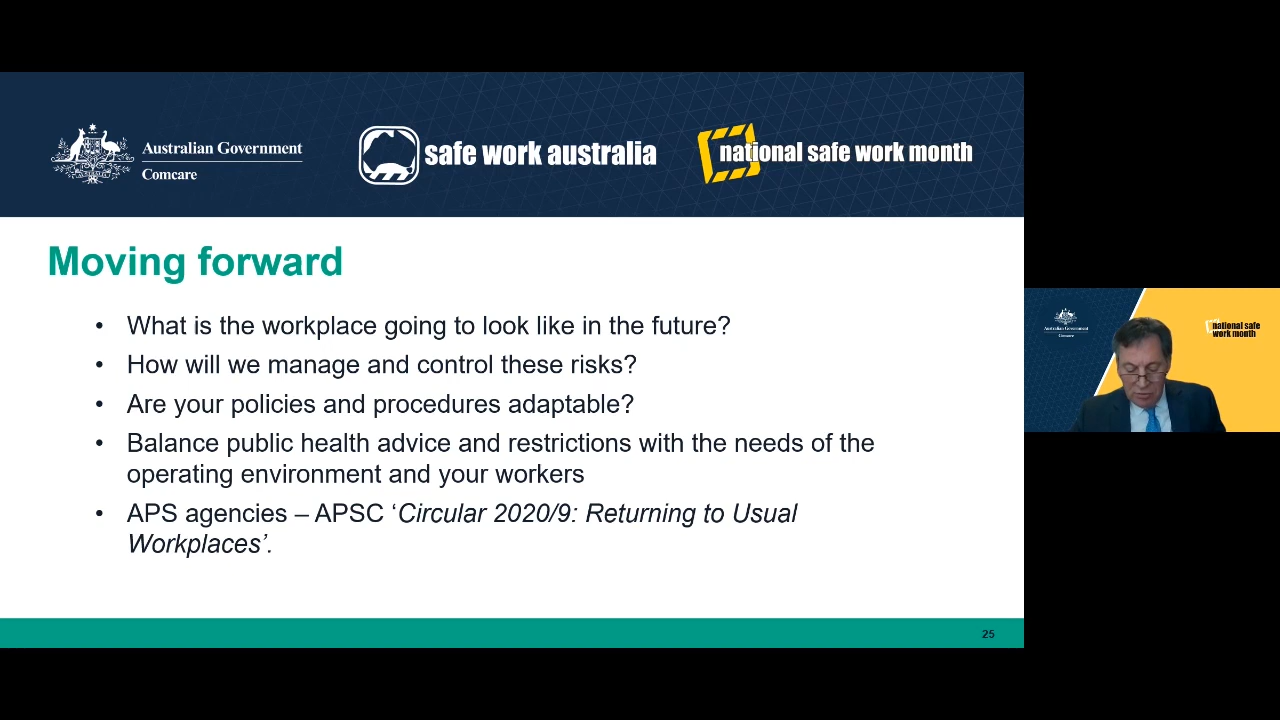 Australian Government
Comcare
safe work australia
national safe work month
Moving forward
• What is the workplace going to look like in the future?
• How will we manage and control these risks?
• Are your policies and procedures adaptable?
• Balance public health advice and restrictions with the needs of the
operating environment and your workers
• APS agencies – APSC ‘Circular 2020/9: Returning to Usual
Workplaces’.
25
Australian Government
Comcare
national safe
work month